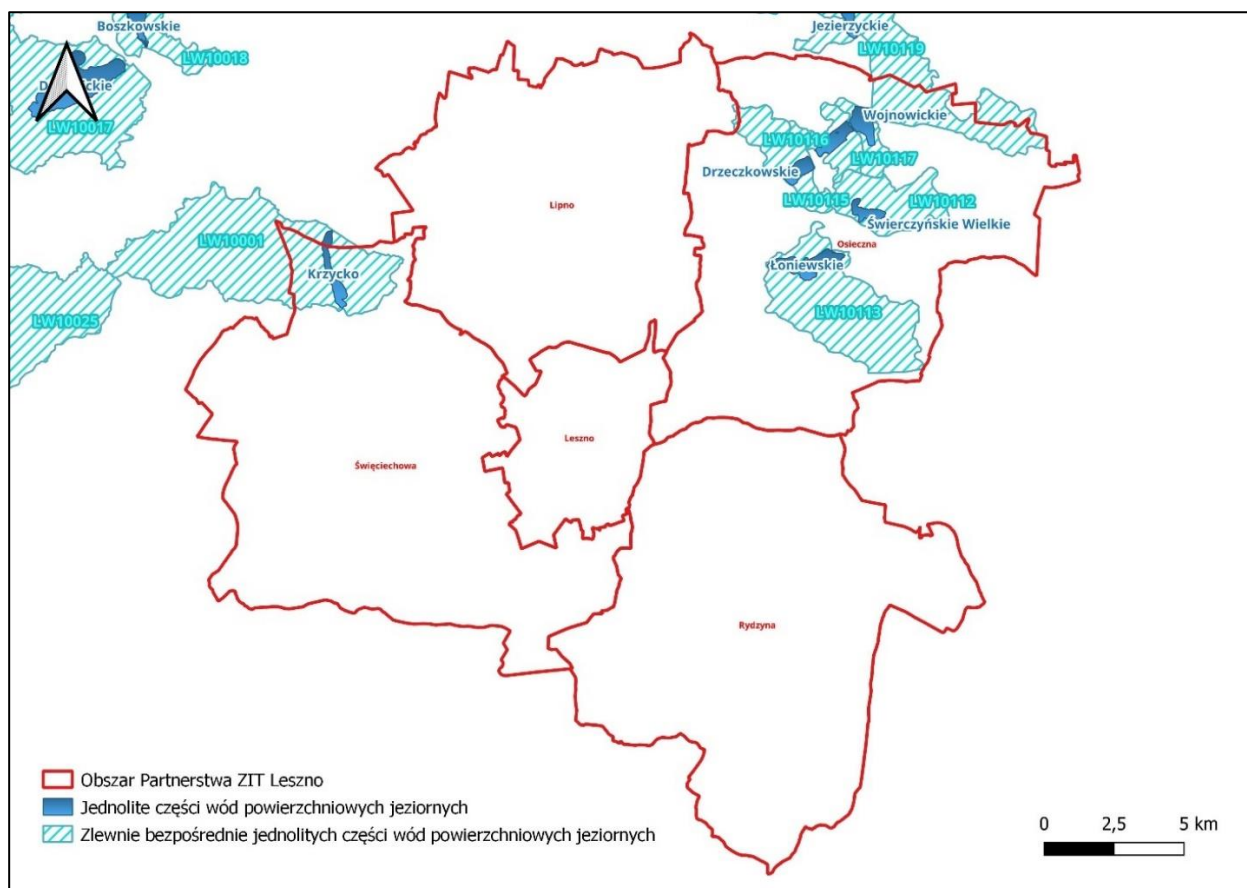 Boszkowskie
LW10018
LW10017
Jezierzyckie
LW10119
Wojnowickie
LW10116
LW10117
Drzeczkowskie
LW10115
LW10112
Świerczyńskie Wielkie
Osieczna
Łoniewskie
LW10113
Lipno
LW10001
Krzycko
LW10025
Leszno
Święciechowa
Rydzyna
Obszar Partnerstwa ZIT Leszno
Jednolite części wód powierzchniowych jeziornych
Zlewnie bezpośrednie jednolitych części wód powierzchniowych jeziornych
0 2,5 5 km